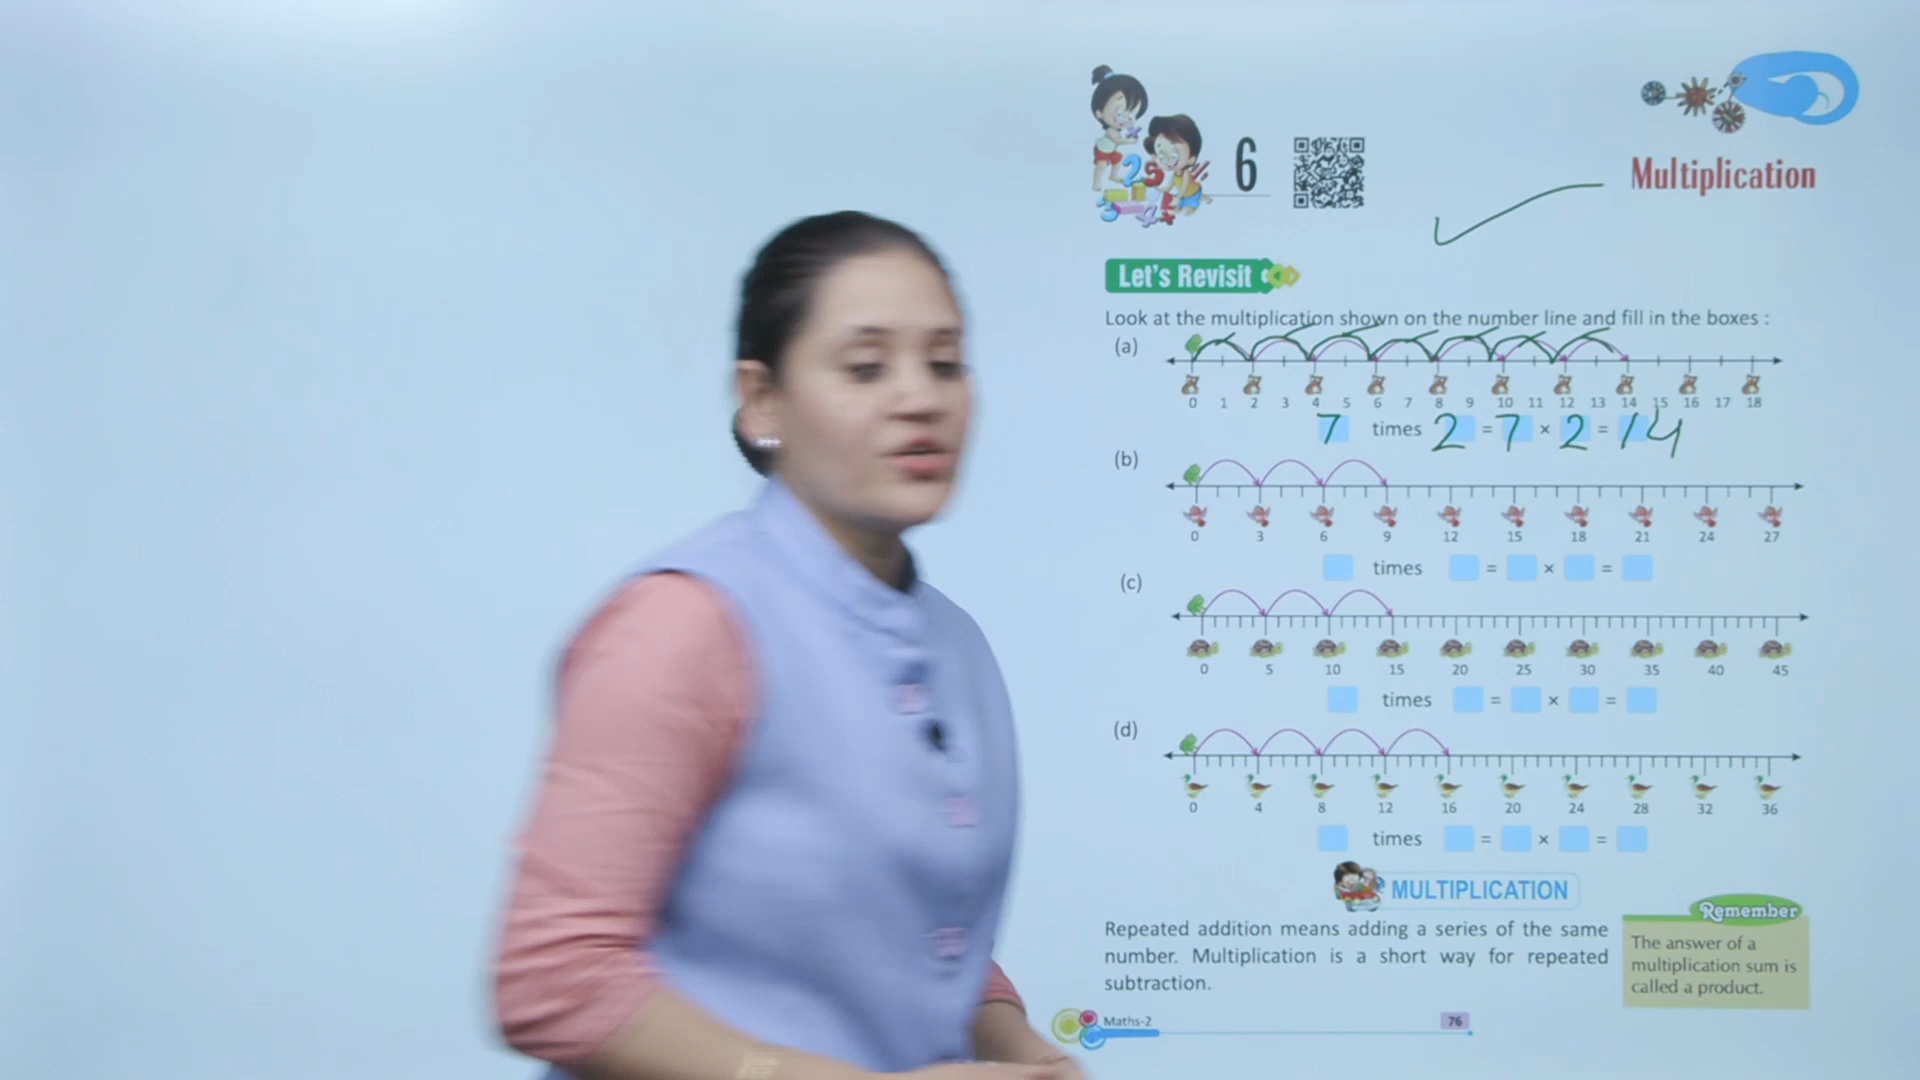 6
Multiplication
Let's Revisit
Look at the multiplication shown on the number line and fill in the boxes :
(a)
0 1 2 3 4 5 6 7 8 9 10 11 12 13 14 15 16 17 18
7 times 2 = 7 × 2 = 14
(b)
0 3 6 9 12 15 18 21 24 27
times = × =
(c)
0 5 10 15 20 25 30 35 40 45
times = × =
(d)
0 4 8 12 16 20 24 28 32 36
times = × =
MULTIPLICATION
Repeated addition means adding a series of the same
number. Multiplication is a short way for repeated
subtraction.
Remember
The answer of a
multiplication sum is
called a product.
Maths-2
76